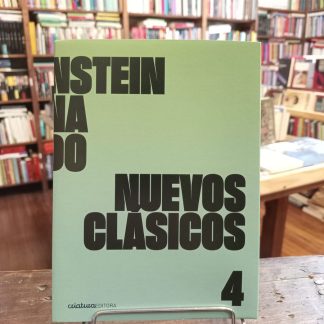 NSTEIN
NA
DO
NUEVOS
CLÁSICOS
4
criaturaEDITORA